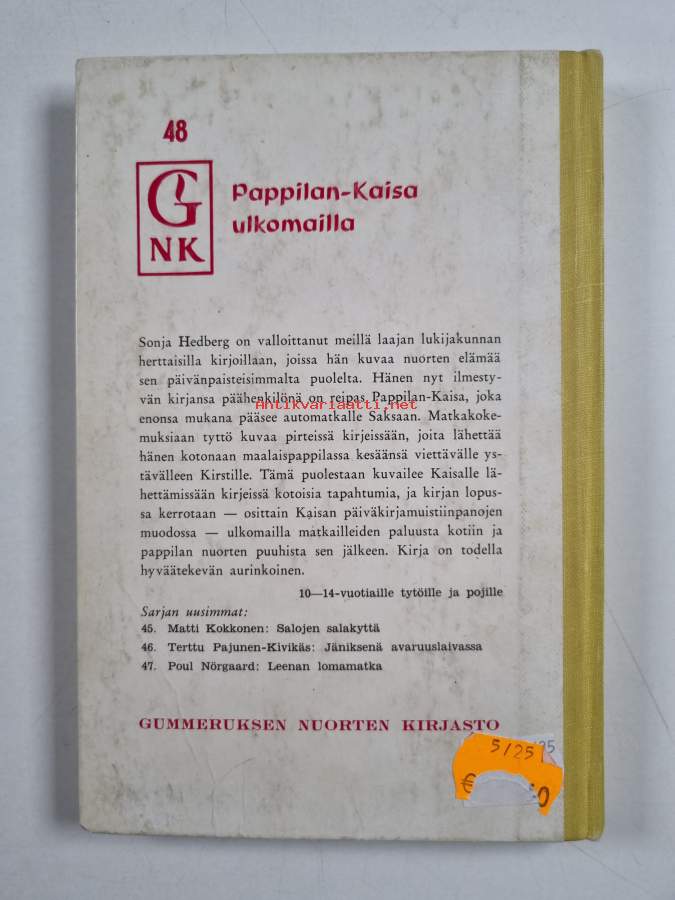 48
G
NK
Pappilan-Kaisa
ulkomailla
Sonja Hedberg on valloittanut meillä laajan lukijakunnan
herttaisilla kirjoillaan, joissa hän kuvaa nuorten elämää
sen päivänpaisteisimmalta puolelta. Hänen nyt ilmesty-
vän kirjansa päähenkilönä on reipas Pappilan-Kaisa, joka
Antikvariaatti.net
enonsa mukana pääsee automatkalle Saksaan. Matkakoke-
muksiaan tyttö kuvaa pirteissä kirjeissään, joita lähettää
hänen kotonaan maalaispappilassa kesäänsä viettävälle ys-
tävälleen Kirstille. Tämä puolestaan kuvailee Kaisalle lä-
hettämissään kirjeissä kotoisia tapahtumia, ja kirjan lopus-
sa kerrotaan — osittain Kaisan päiväkirjamuistiinpanojen
muodossa — ulkomailla matkailleiden paluusta kotiin ja
pappilan nuorten puuhista sen jälkeen. Kirja on todella
hyväätekevän aurinkoinen.
10—14-vuotiaille tytöille ja pojille
Sarjan uusimmat:
45. Matti Kokkonen: Salojen salakyttä
46. Terttu Pajunen-Kivikäs: Jäniksenä avaruuslaivassa
47. Poul Nörgaard: Leenan lomamatka
GUMMERUKSEN NUORTEN KIRJASTO
5/25
€